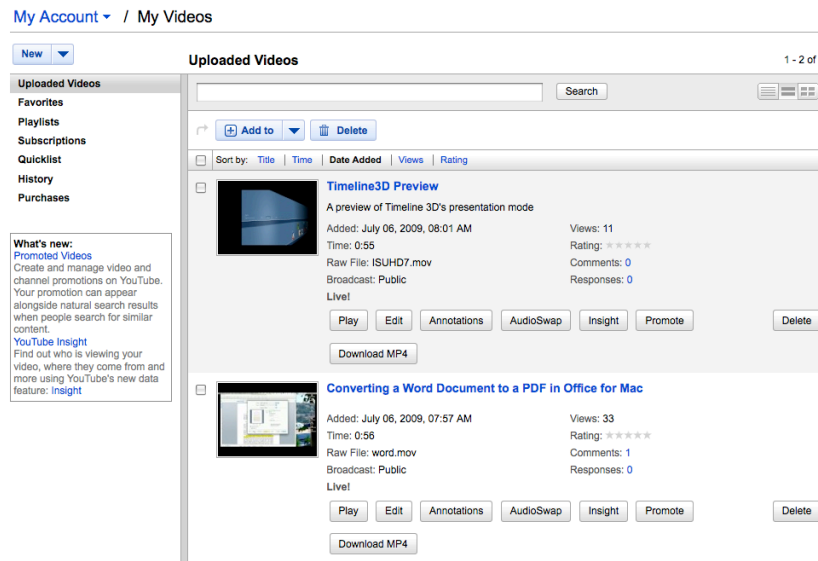 My Account / My Videos
New
Uploaded Videos
1 - 2 of
Uploaded Videos
Favorites
Playlists
Subscriptions
Quicklist
History
Purchases
What's new:
Promoted Videos
Create and manage video and
channel promotions on YouTube.
Your promotion can appear
alongside natural search results
when people search for similar
content.
YouTube Insight
Find out who is viewing your
video, where they come from and
more using YouTube's new data
feature: Insight
Search
Add to Delete
Sort by: Title | Time | Date Added | Views | Rating
Timeline3D Preview
A preview of Timeline 3D's presentation mode
Added: July 06, 2009, 08:01 AM Views: 11
Time: 0:55 Rating:
Raw File: ISUHD7.mov Comments: 0
Broadcast: Public Responses: 0
Live!
Play Edit Annotations AudioSwap Insight Promote Delete
Download MP4
Converting a Word Document to a PDF in Office for Mac
Added: July 06, 2009, 07:57 AM Views: 33
Time: 0:56 Rating:
Raw File: word.mov Comments: 1
Broadcast: Public Responses: 0
Live!
Play Edit Annotations AudioSwap Insight Promote Delete
Download MP4